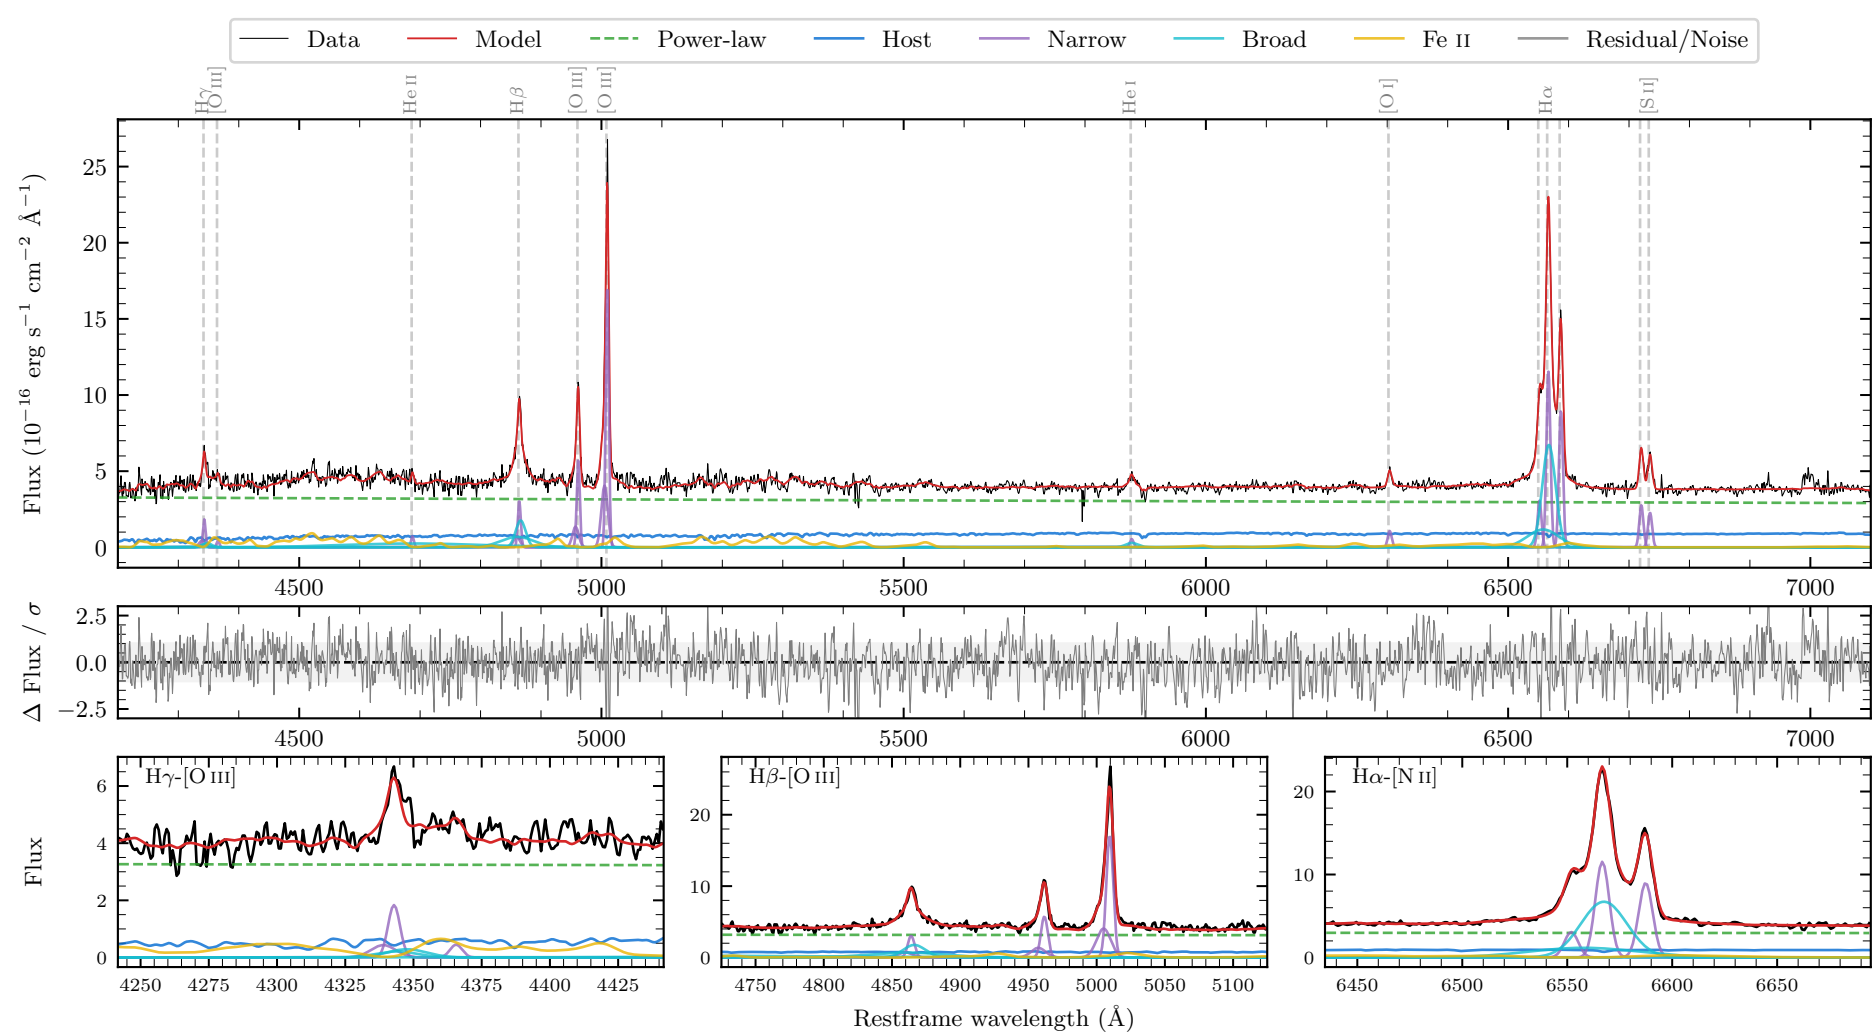 Data Model Power-law Host Narrow Broad Fe II Residual/Noise
Hγ [O III] He II Hβ [O III] [O III] He I [O I] Hα [S II]
Flux (10⁻¹⁶ erg s⁻¹ cm⁻² Å⁻¹)
25
20
15
10
5
0
4500 5000 5500 6000 6500 7000
Δ Flux / σ
2.5
0.0
−2.5
4500 5000 5500 6000 6500 7000
Flux
Hγ-[O III]
6
4
2
0
4250 4275 4300 4325 4350 4375 4400 4425
Hβ-[O III]
20
10
0
4750 4800 4850 4900 4950 5000 5050 5100
Hα-[N II]
20
10
0
6450 6500 6550 6600 6650
Restframe wavelength (Å)